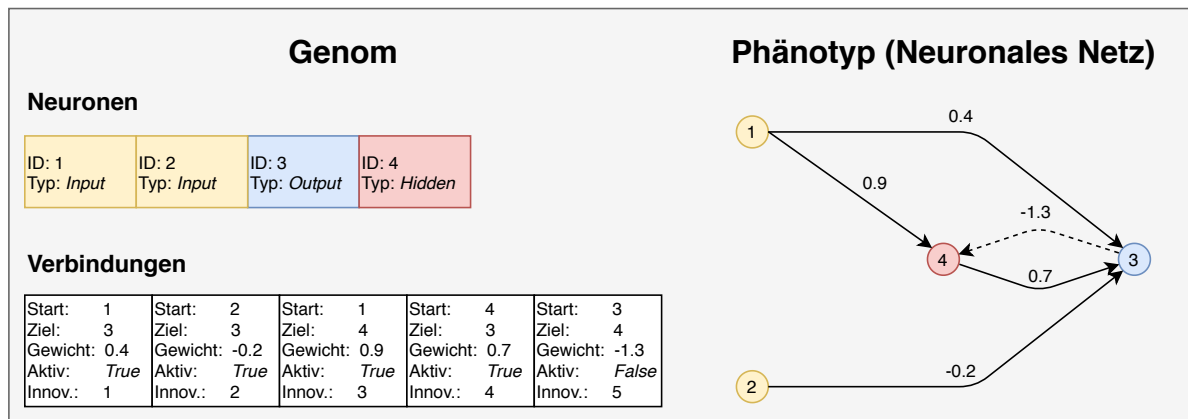 Genom
Neuronen
ID: 1 ID: 2 ID: 3 ID: 4
Typ: Input Typ: Input Typ: Output Typ: Hidden
Verbindungen
Start: 1 Start: 2 Start: 1 Start: 4 Start: 3
Ziel: 3 Ziel: 3 Ziel: 4 Ziel: 3 Ziel: 4
Gewicht: 0.4 Gewicht: -0.2 Gewicht: 0.9 Gewicht: 0.7 Gewicht: -1.3
Aktiv: True Aktiv: True Aktiv: True Aktiv: True Aktiv: False
Innov.: 1 Innov.: 2 Innov.: 3 Innov.: 4 Innov.: 5
Phänotyp (Neuronales Netz)
0.4
1
0.9
-1.3
4
3
0.7
-0.2
2